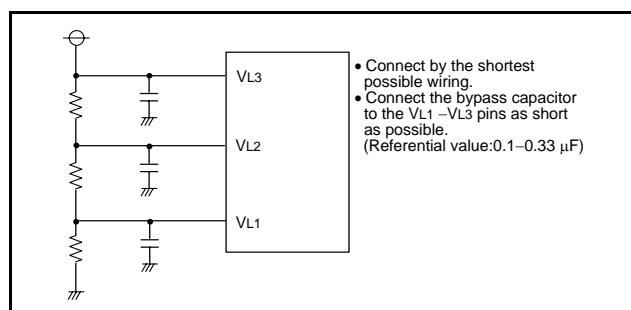 VL3
VL2
VL1
• Connect by the shortest
possible wiring.
• Connect the bypass capacitor
to the VL1 –VL3 pins as short
as possible.
(Referential value:0.1–0.33 μF)